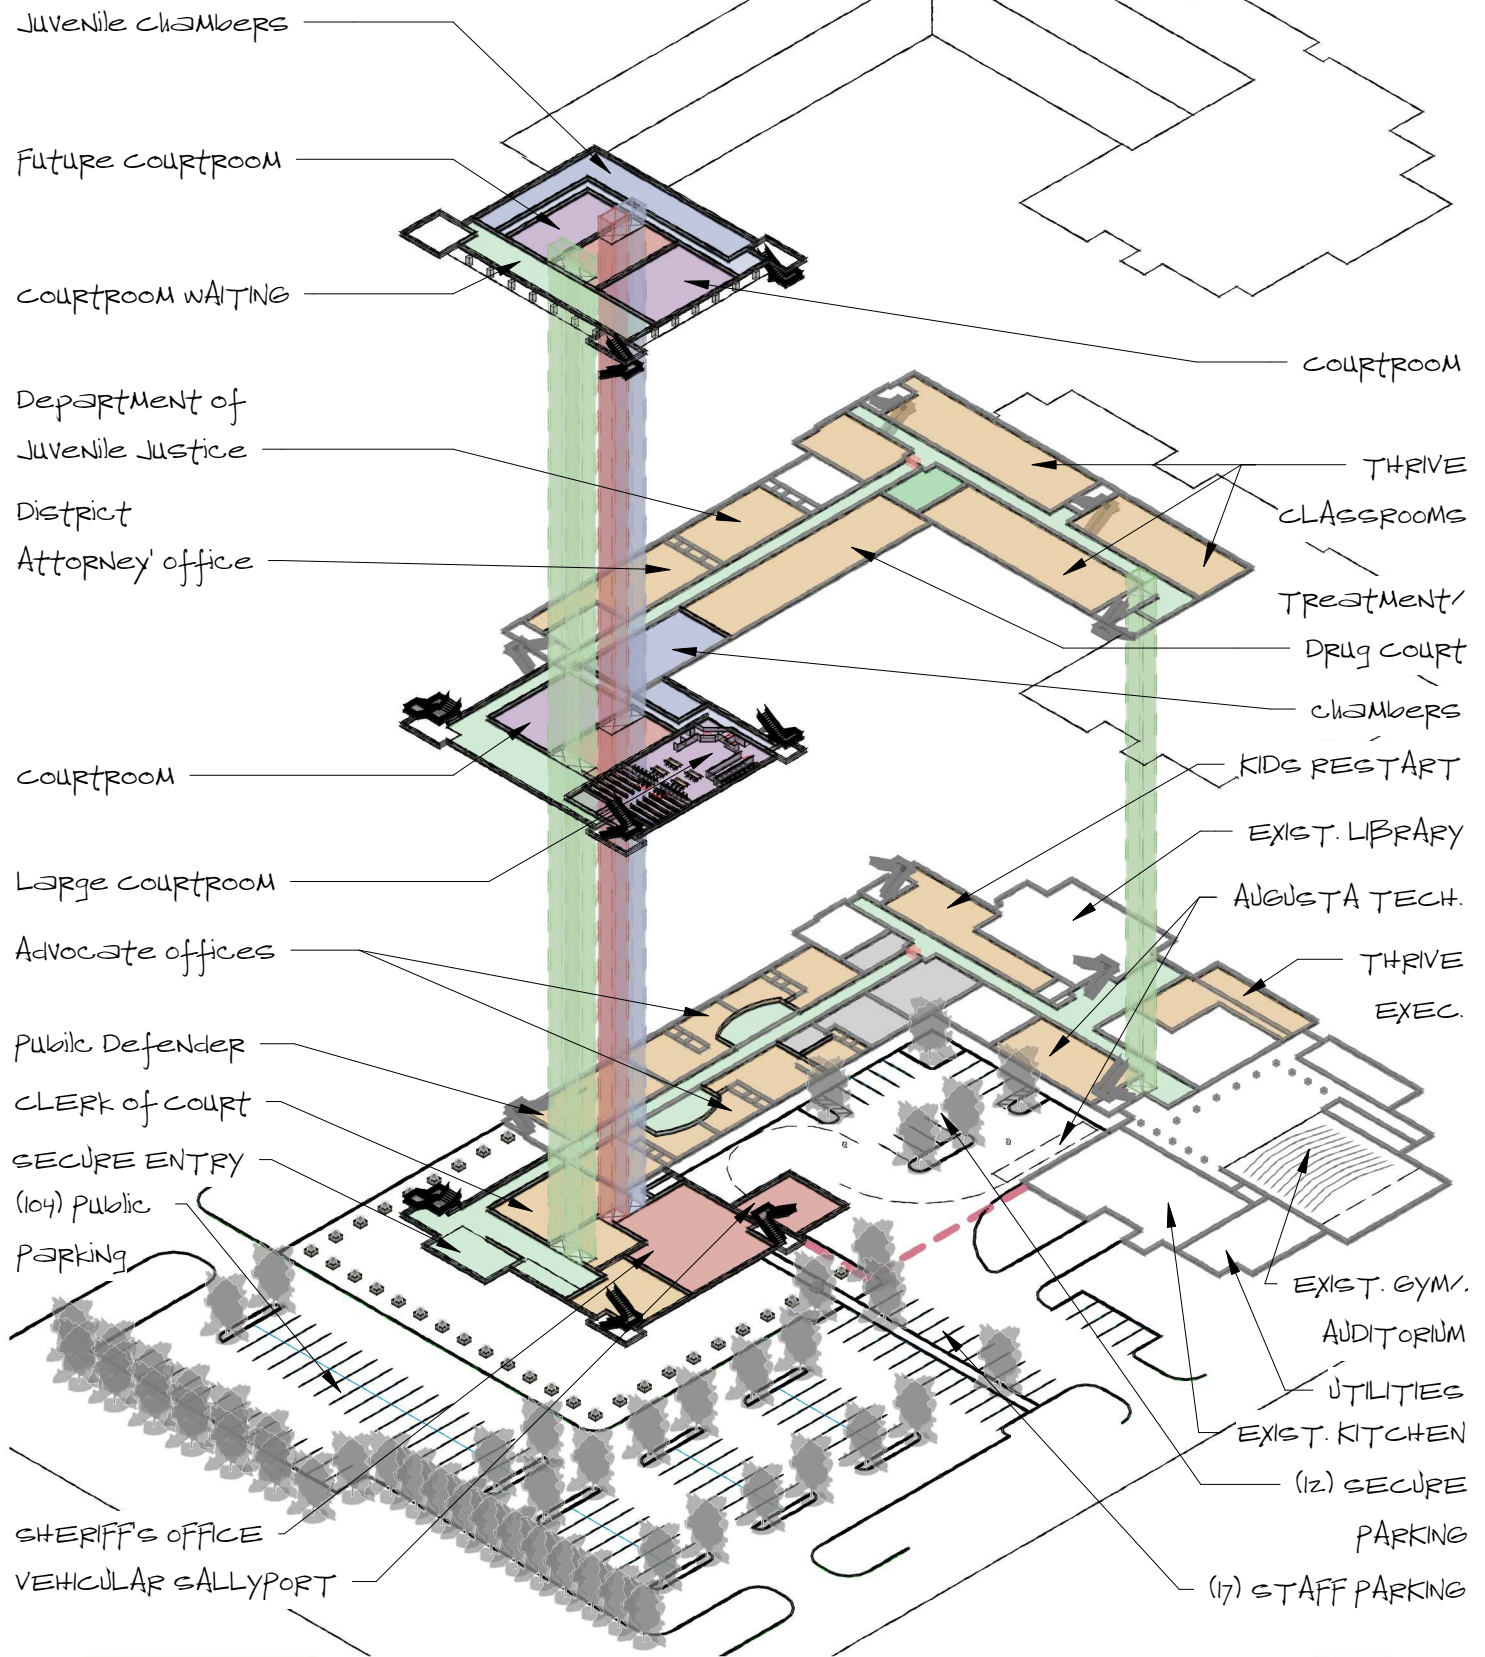 Juvenile Chambers
Future Courtroom
Courtroom Waiting
Department of
Juvenile Justice
District
Attorney' office
Courtroom
Large Courtroom
Advocate offices
Pubilc Defender
CLERK of Court
SECURE ENTRY
(104) Public
Parking
SHERIFF'S OFFICE
VEHICULAR SALLYPORT
Courtroom
THRIVE
CLASSROOMS
Treatment/
Drug Court
Chambers
KIDS RESTART
EXIST. LIBRARY
AUGUSTA TECH.
THRIVE
EXEC.
EXIST. GYM/.
AUDITORIUM
UTILITIES
EXIST. KITCHEN
(12) SECURE
PARKING
(17) STAFF PARKING